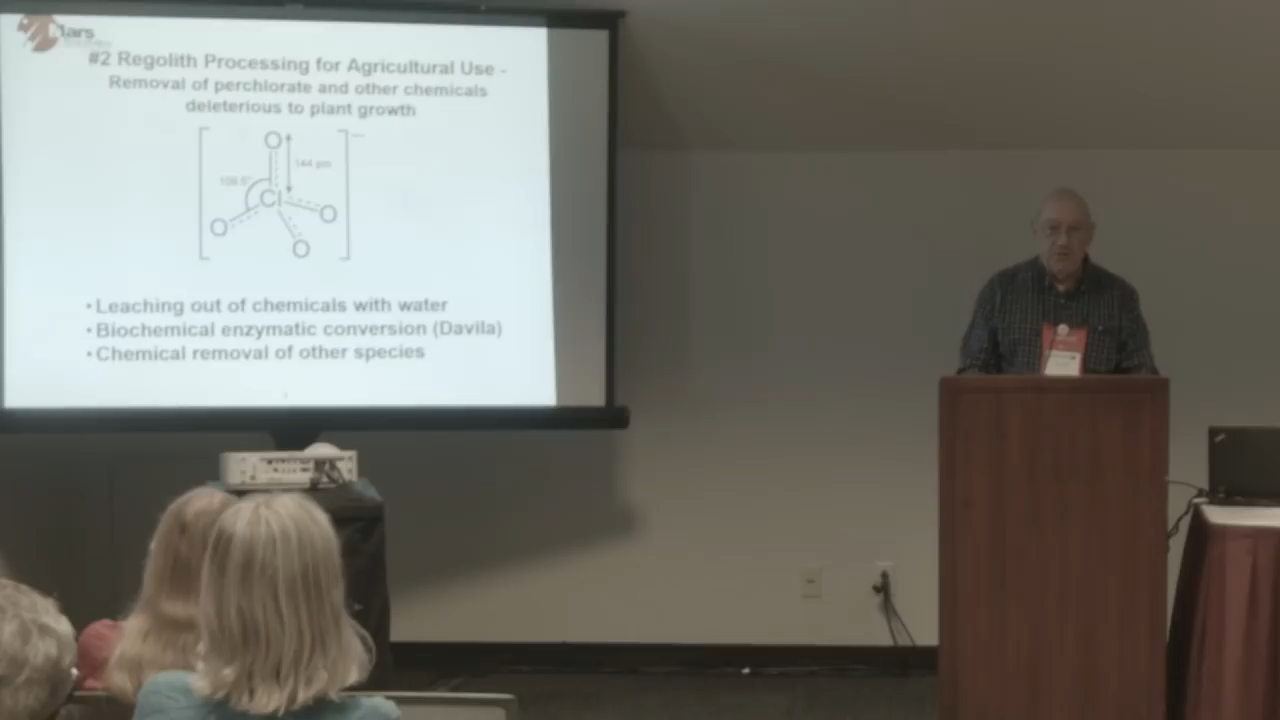 Mars
#2 Regolith Processing for Agricultural Use -
Removal of perchlorate and other chemicals
deleterious to plant growth
O
144 pm
109.5°
Cl
O
O
O
• Leaching out of chemicals with water
• Biochemical enzymatic conversion (Davila)
• Chemical removal of other species